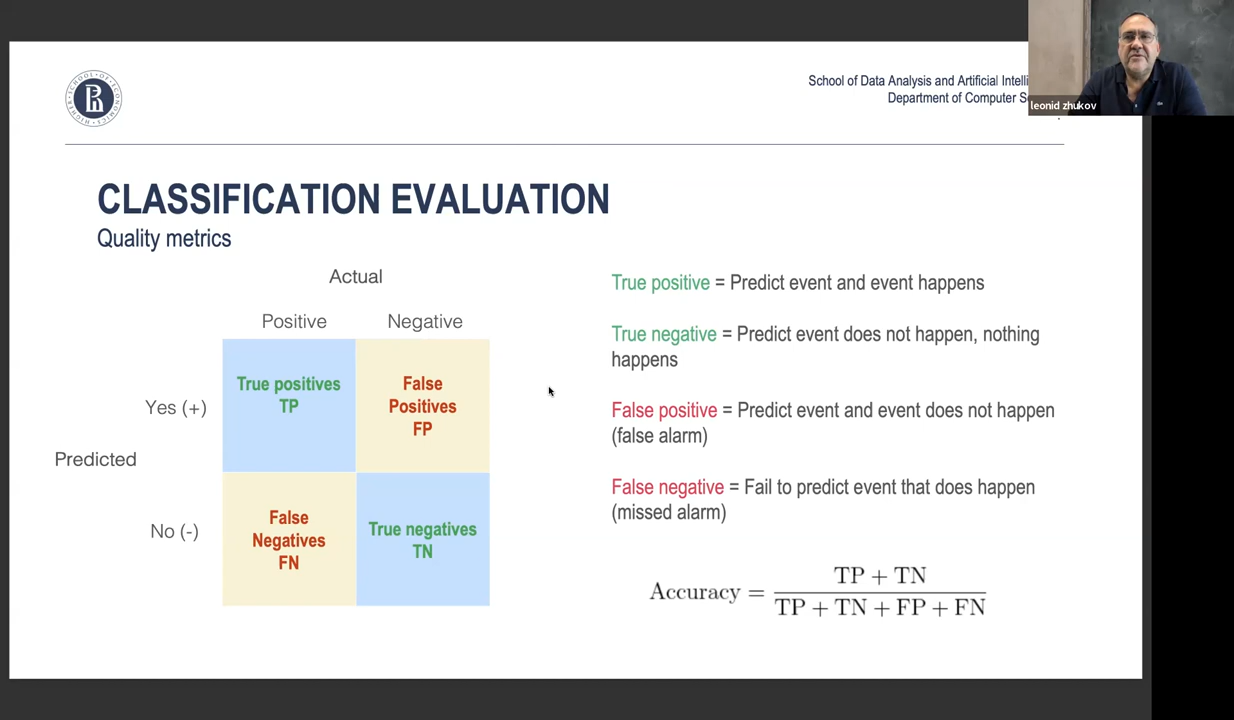 School of Data Analysis and Artificial Intelli
Department of Computer S
leonid zhukov
HIGHER SCHOOL OF ECONOMICS
CLASSIFICATION EVALUATION
Quality metrics
Actual
Positive
Negative
Predicted
Yes (+)
No (-)
True positives
TP
False
Positives
FP
False
Negatives
FN
True negatives
TN
True positive = Predict event and event happens
True negative = Predict event does not happen, nothing
happens
False positive = Predict event and event does not happen
(false alarm)
False negative = Fail to predict event that does happen
(missed alarm)
Accuracy = TP + TN
TP + TN + FP + FN